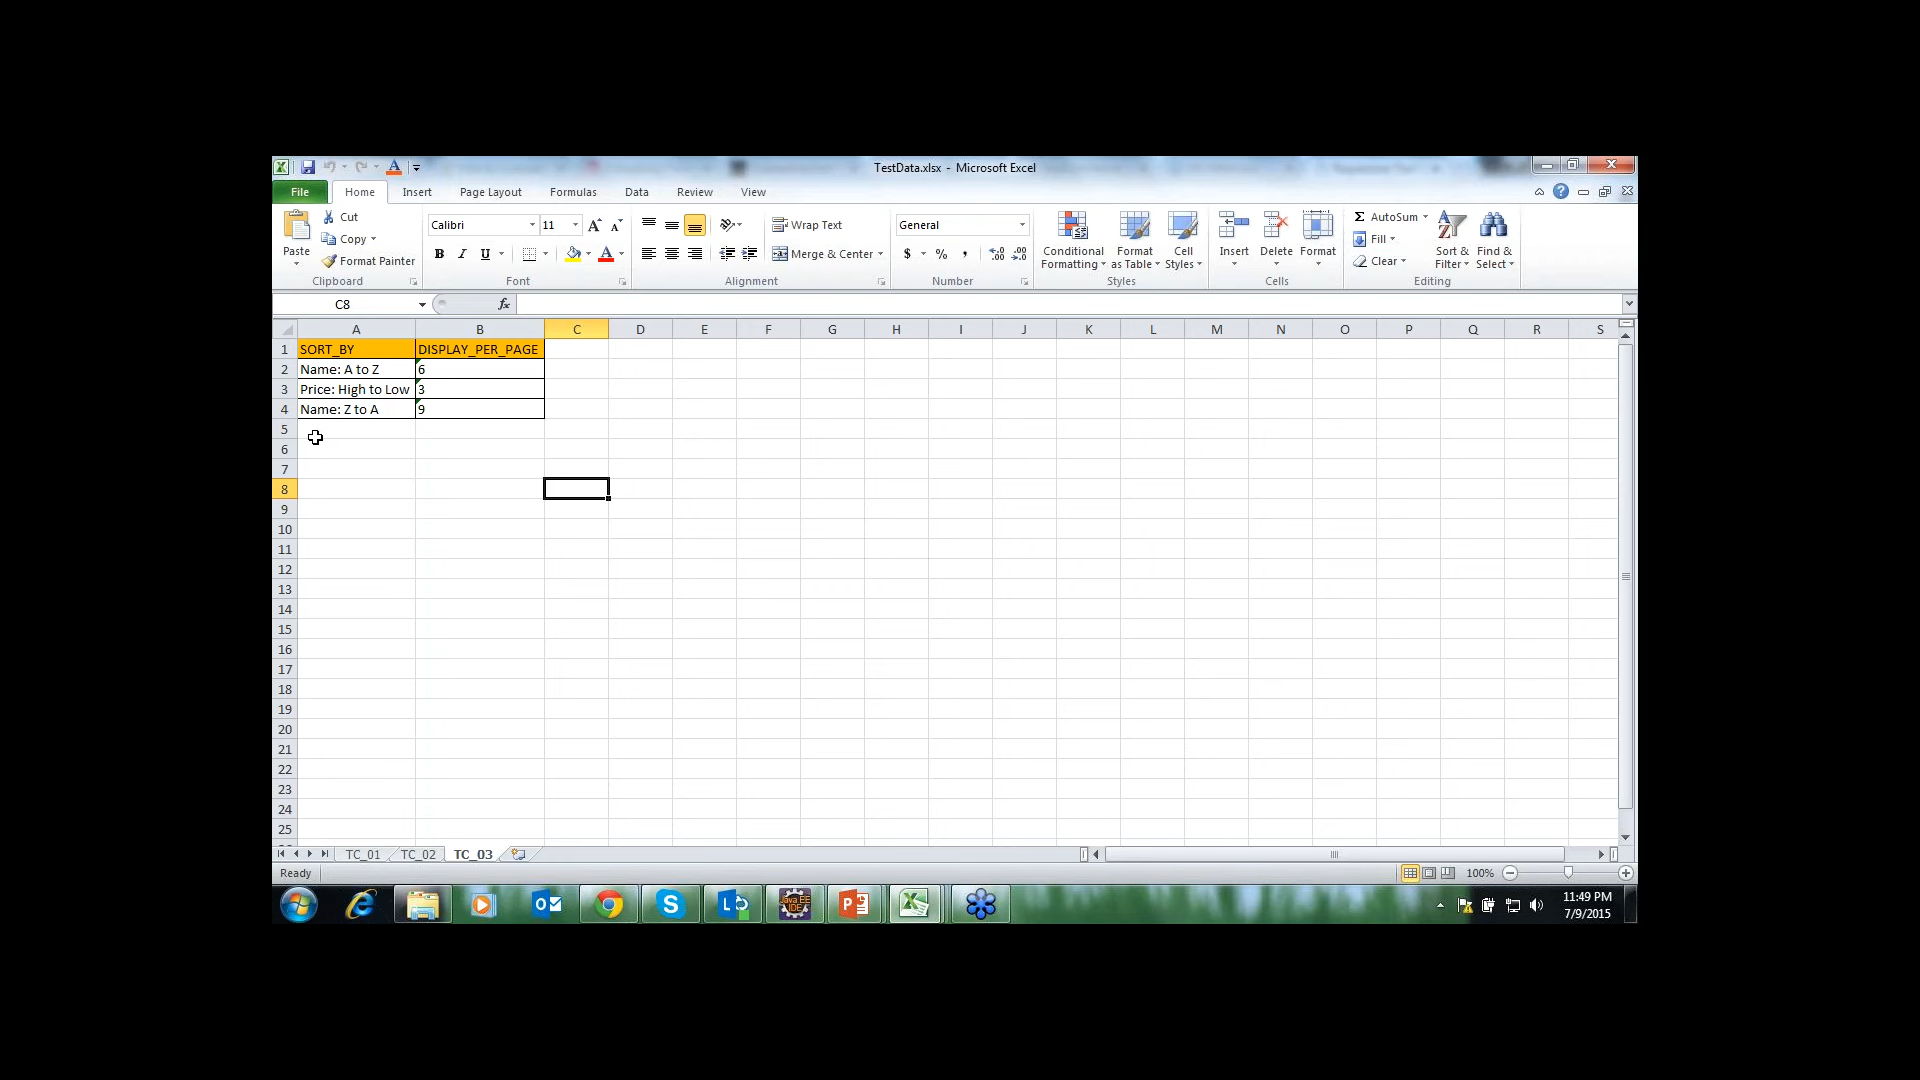 TestData.xlsx - Microsoft Excel
File Home Insert Page Layout Formulas Data Review View
Paste
Cut
Copy
Format Painter
Clipboard
Calibri 11
B I U
Font
Wrap Text
Merge & Center
Alignment
General
$ % ,
Number
Conditional Formatting
Format as Table
Cell Styles
Styles
Insert Delete Format
Cells
Σ AutoSum
Fill
Clear
Sort & Filter
Find & Select
Editing
C8 fx
A B C D E F G H I J K L M N O P Q R S
1 SORT_BY DISPLAY_PER_PAGE
2 Name: A to Z 6
3 Price: High to Low 3
4 Name: Z to A 9
5
6
7
8
9
10
11
12
13
14
15
16
17
18
19
20
21
22
23
24
25
TC_01 TC_02 TC_03
Ready 100%
Java EE
IDE
11:49 PM
7/9/2015